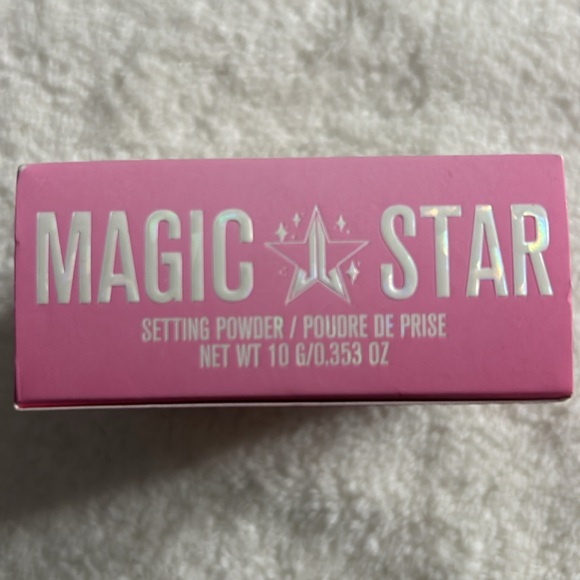 MAGIC STAR
SETTING POWDER / POUDRE DE PRISE
NET WT 10 G/0.353 OZ